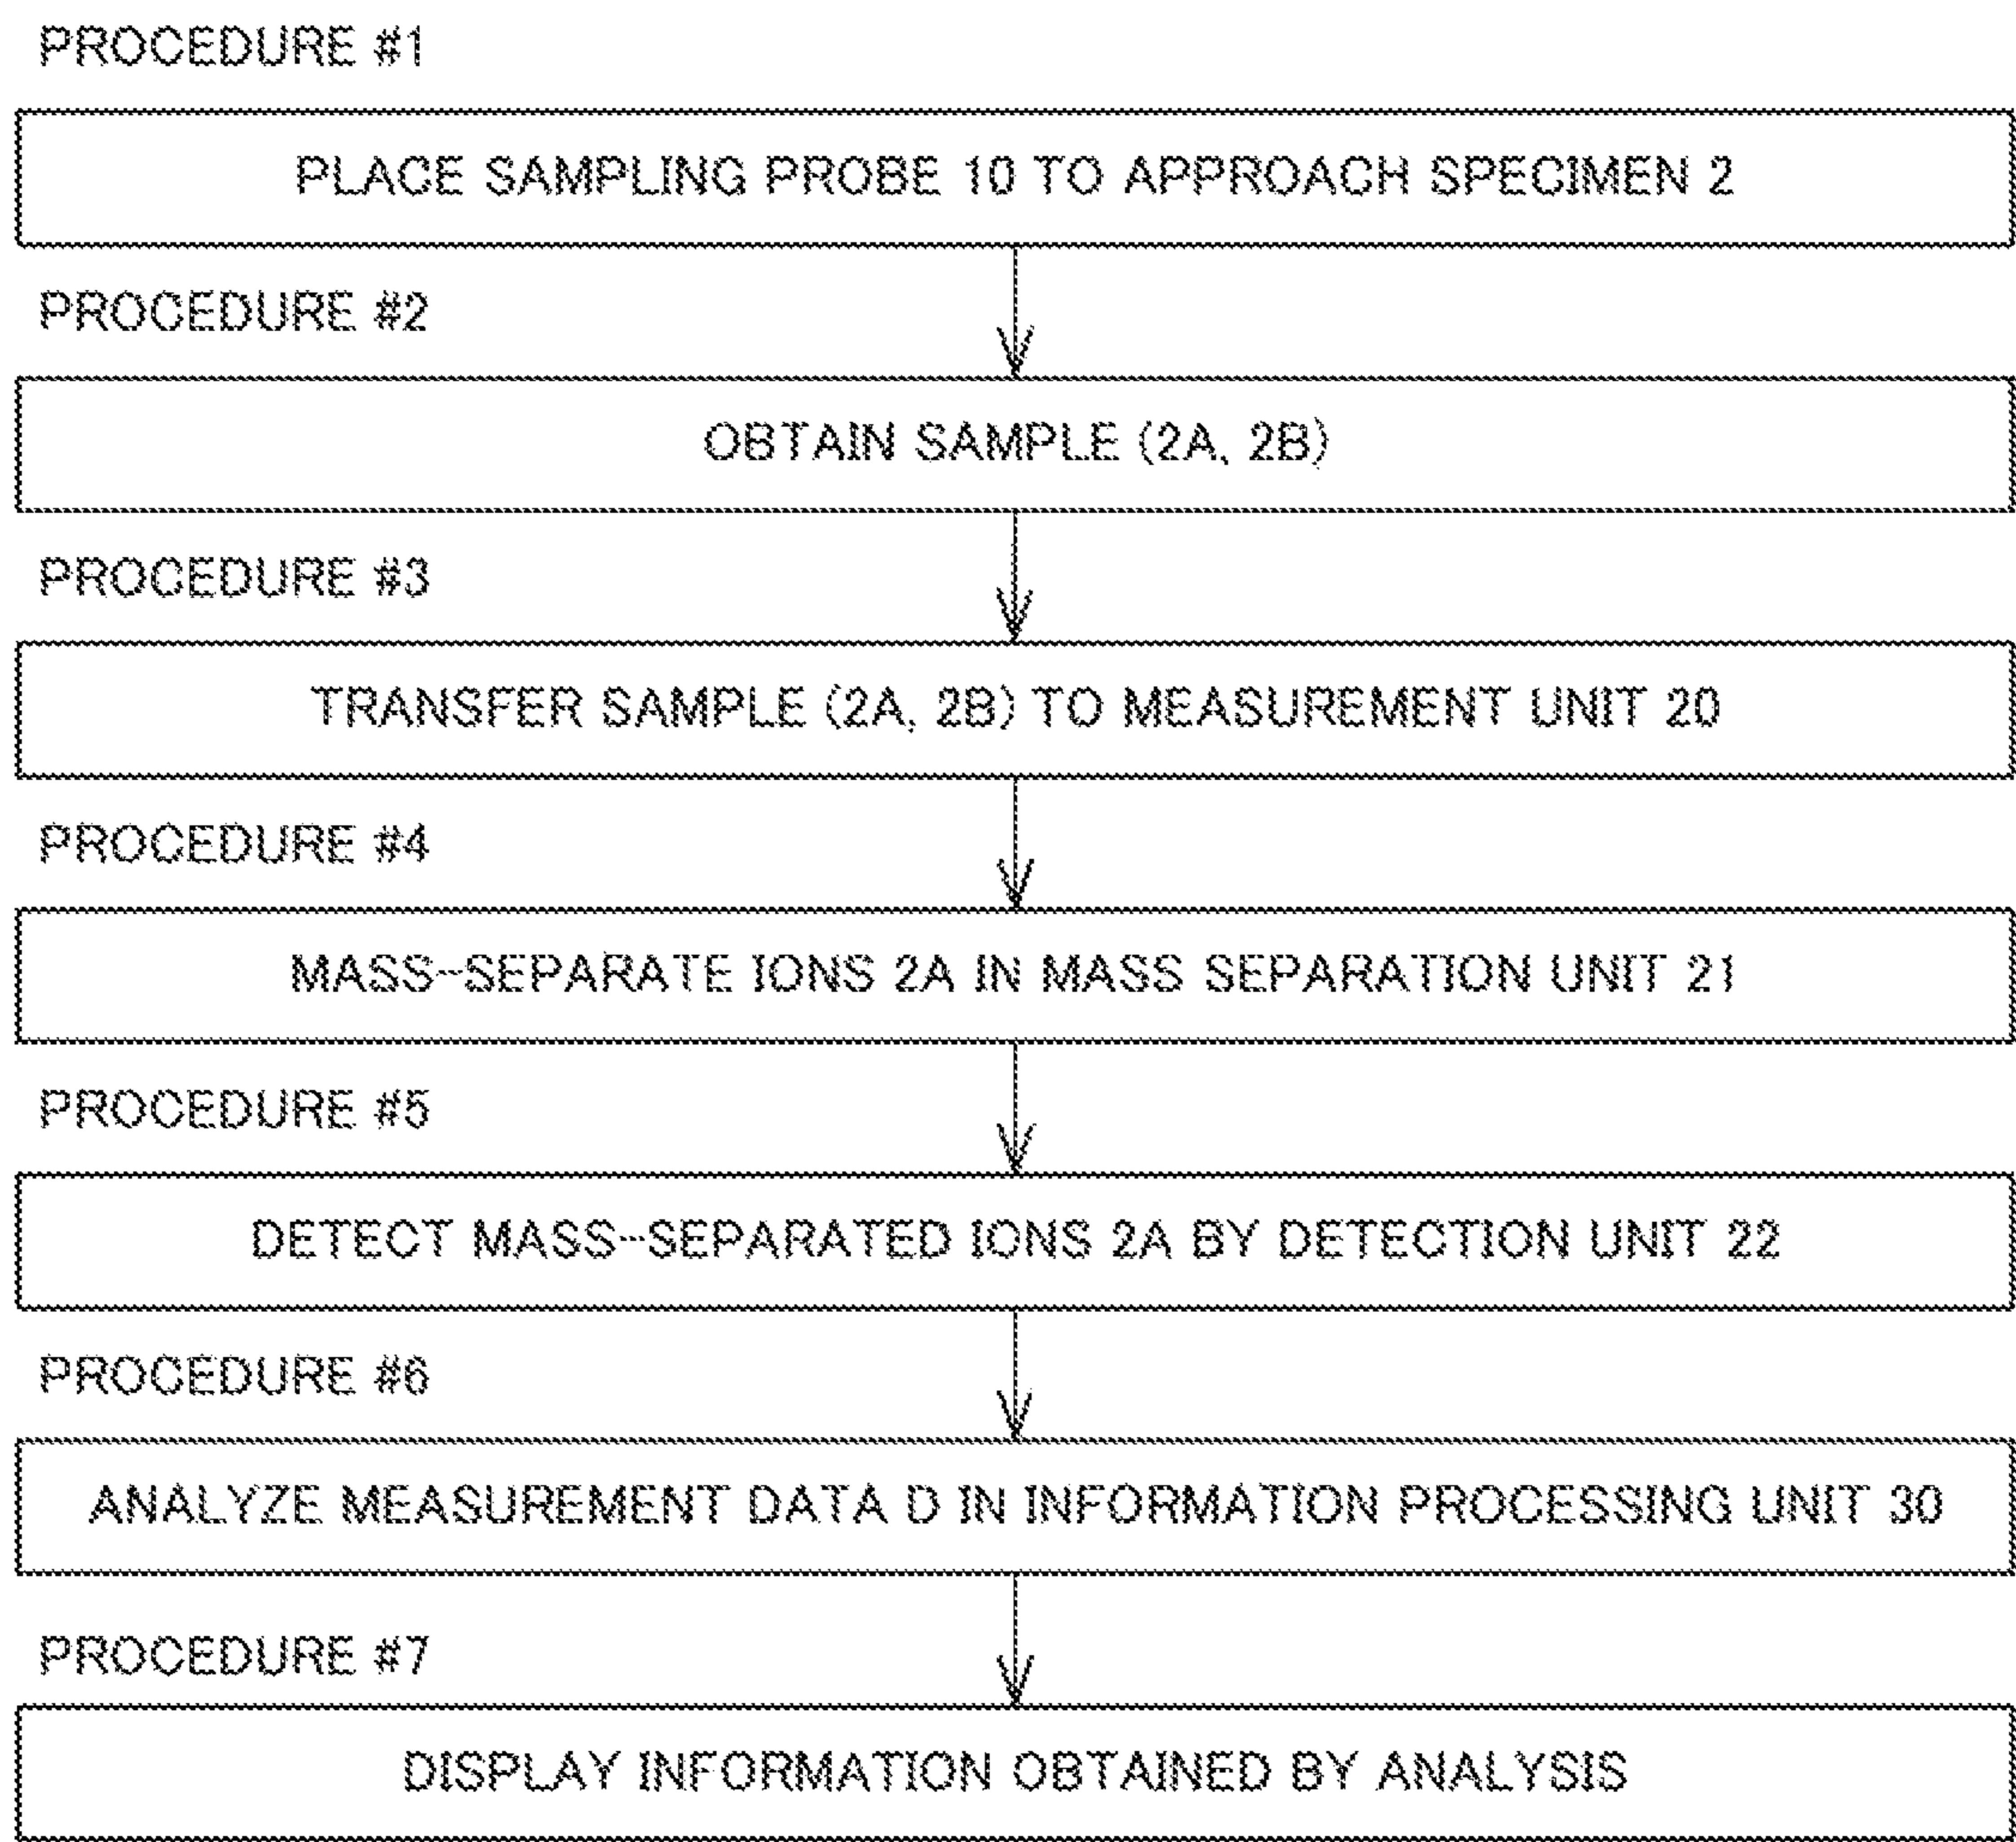 PROCEDURE #1
PLACE SAMPLING PROBE 10 TO APPROACH SPECIMEN 2
PROCEDURE #2
OBTAIN SAMPLE (2A, 2B)
PROCEDURE #3
TRANSFER SAMPLE (2A, 2B) TO MEASUREMENT UNIT 20
PROCEDURE #4
MASS-SEPARATE IONS 2A IN MASS SEPARATION UNIT 21
PROCEDURE #5
DETECT MASS-SEPARATED IONS 2A BY DETECTION UNIT 22
PROCEDURE #6
ANALYZE MEASUREMENT DATA D IN INFORMATION PROCESSING UNIT 30
PROCEDURE #7
DISPLAY INFORMATION OBTAINED BY ANALYSIS